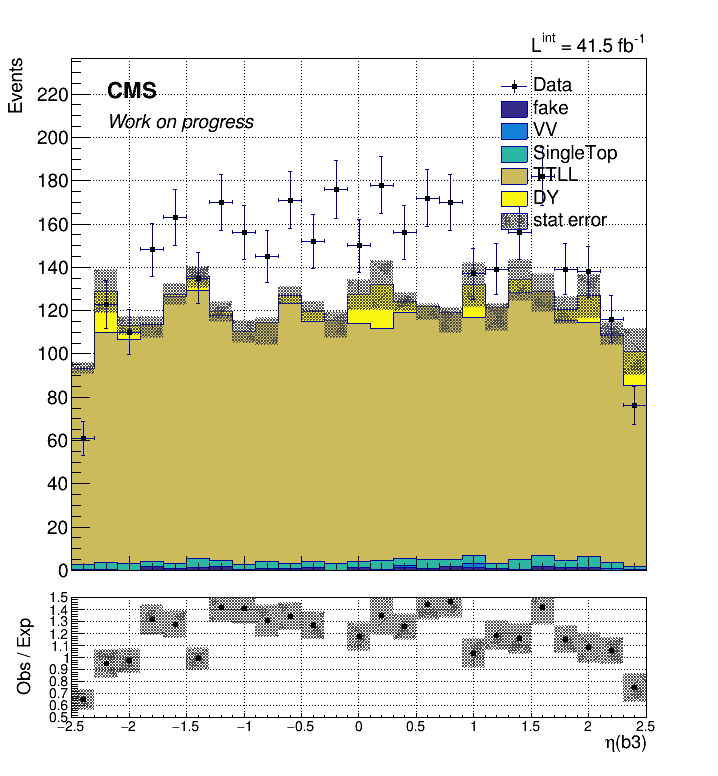 L^int = 41.5 fb^-1
Events
CMS
Work on progress
Data
fake
VV
SingleTop
TTLL
DY
stat error
220
200
180
160
140
120
100
80
60
40
20
0
Obs / Exp
1.5
1.4
1.3
1.2
1.1
1
0.9
0.8
0.7
0.6
0.5
−2.5 −2 −1.5 −1 −0.5 0 0.5 1 1.5 2 2.5
η(b3)